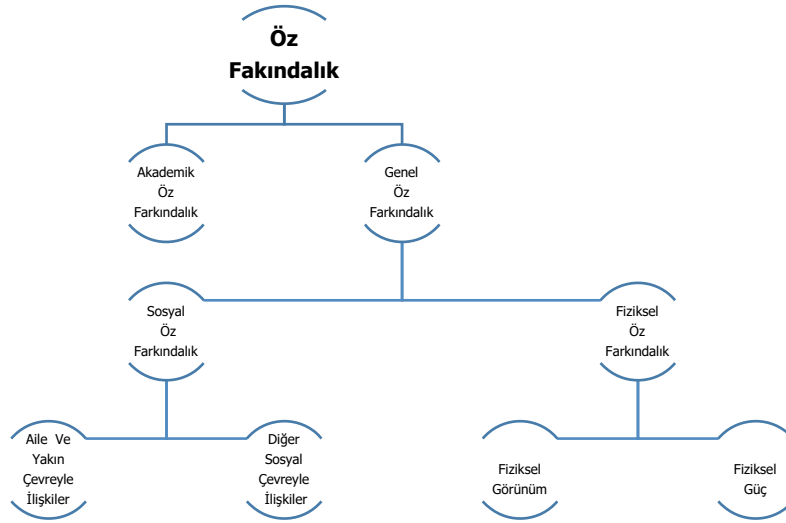 Öz
Fakındalık
Akademik
Öz
Farkındalık
Genel
Öz
Farkındalık
Sosyal
Öz
Farkındalık
Fiziksel
Öz
Farkındalık
Aile Ve
Yakın
Çevreyle
İlişkiler
Diğer
Sosyal
Çevreyle
İlişkiler
Fiziksel
Görünüm
Fiziksel
Güç